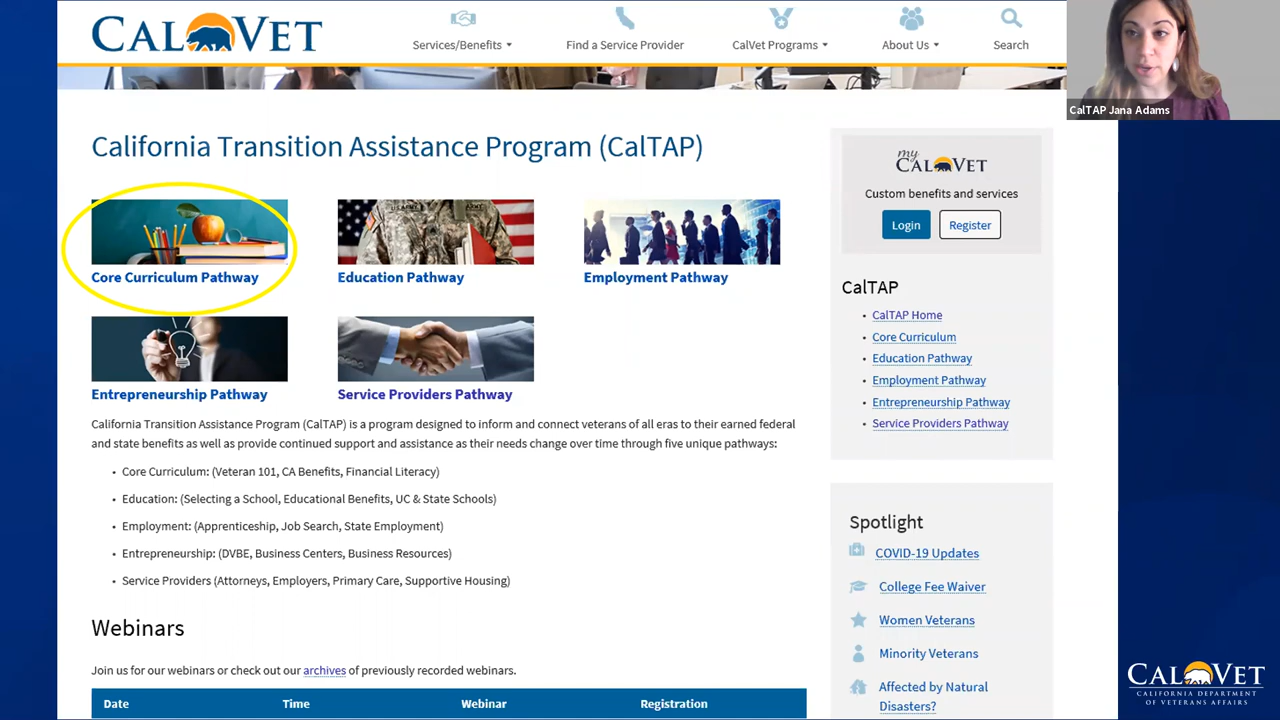 CALVET
Services/Benefits
Find a Service Provider
CalVet Programs
About Us
Search
CalTAP Jana Adams
California Transition Assistance Program (CalTAP)
Core Curriculum Pathway
Education Pathway
Employment Pathway
Entrepreneurship Pathway
Service Providers Pathway
California Transition Assistance Program (CalTAP) is a program designed to inform and connect veterans of all eras to their earned federal
and state benefits as well as provide continued support and assistance as their needs change over time through five unique pathways:
• Core Curriculum: (Veteran 101, CA Benefits, Financial Literacy)
• Education: (Selecting a School, Educational Benefits, UC & State Schools)
• Employment: (Apprenticeship, Job Search, State Employment)
• Entrepreneurship: (DVBE, Business Centers, Business Resources)
• Service Providers (Attorneys, Employers, Primary Care, Supportive Housing)
Webinars
Join us for our webinars or check out our archives of previously recorded webinars.
Date Time Webinar Registration
my
CALVET
Custom benefits and services
Login Register
CalTAP
• CalTAP Home
• Core Curriculum
• Education Pathway
• Employment Pathway
• Entrepreneurship Pathway
• Service Providers Pathway
Spotlight
COVID-19 Updates
College Fee Waiver
Women Veterans
Minority Veterans
Affected by Natural
Disasters?
CALVET
CALIFORNIA DEPARTMENT
OF VETERANS AFFAIRS